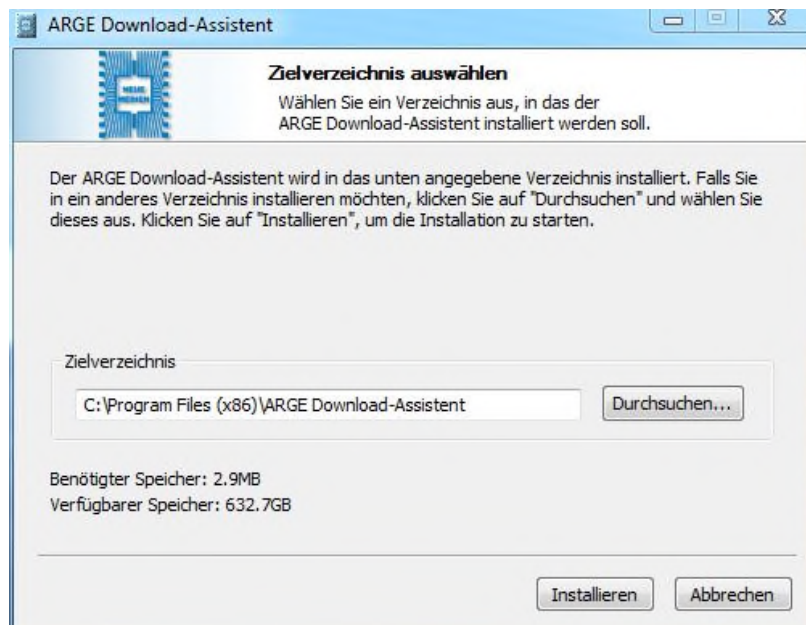 ARGE Download-Assistent
NEUE
MEDIEN
Zielverzeichnis auswählen
Wählen Sie ein Verzeichnis aus, in das der
ARGE Download-Assistent installiert werden soll.
Der ARGE Download-Assistent wird in das unten angegebene Verzeichnis installiert. Falls Sie
in ein anderes Verzeichnis installieren möchten, klicken Sie auf "Durchsuchen" und wählen Sie
dieses aus. Klicken Sie auf "Installieren", um die Installation zu starten.
Zielverzeichnis
C:\Program Files (x86)\ARGE Download-Assistent
Durchsuchen...
Benötigter Speicher: 2.9MB
Verfügbarer Speicher: 632.7GB
Installieren
Abbrechen